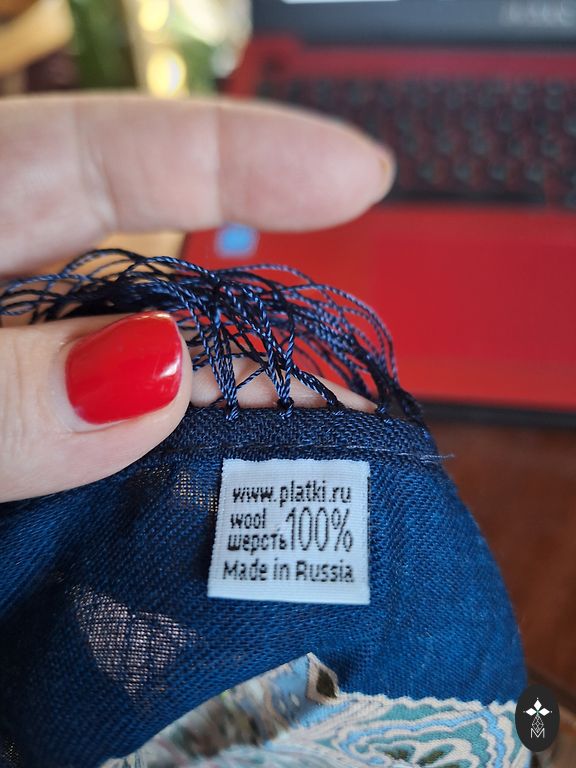 www.platki.ru
wool
шерсть 100%
Made in Russia